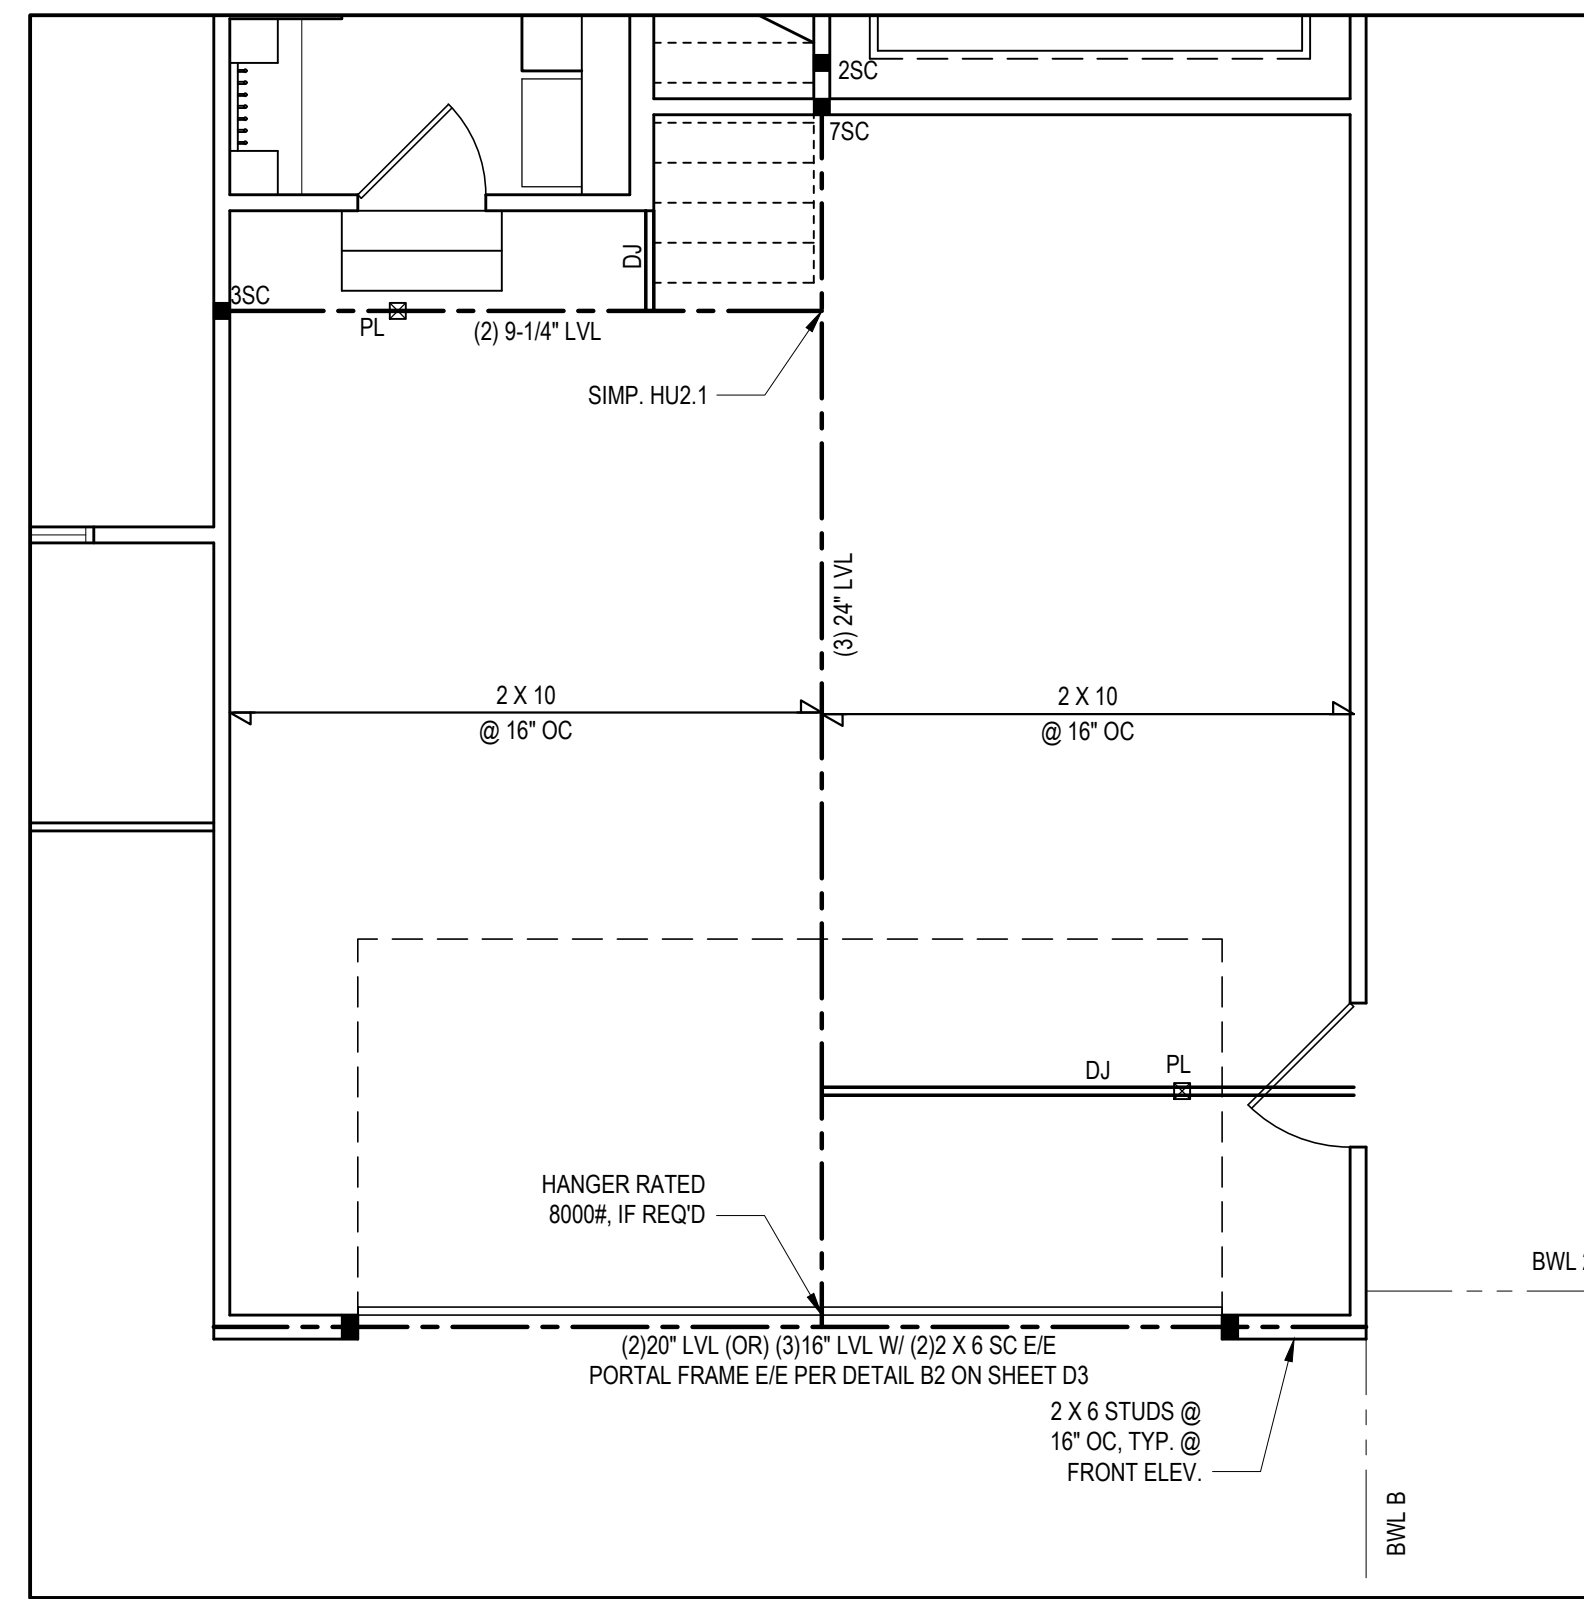 2SC
7SC
DJ
3SC
PL
(2) 9-1/4" LVL
SIMP. HU2.1
(3) 24" LVL
2 X 10
@ 16" OC
2 X 10
@ 16" OC
DJ
PL
HANGER RATED
8000#, IF REQ'D
BWL
(2)20" LVL (OR) (3)16" LVL W/ (2)2 X 6 SC E/E
PORTAL FRAME E/E PER DETAIL B2 ON SHEET D3
2 X 6 STUDS @
16" OC, TYP. @
FRONT ELEV.
BWL B